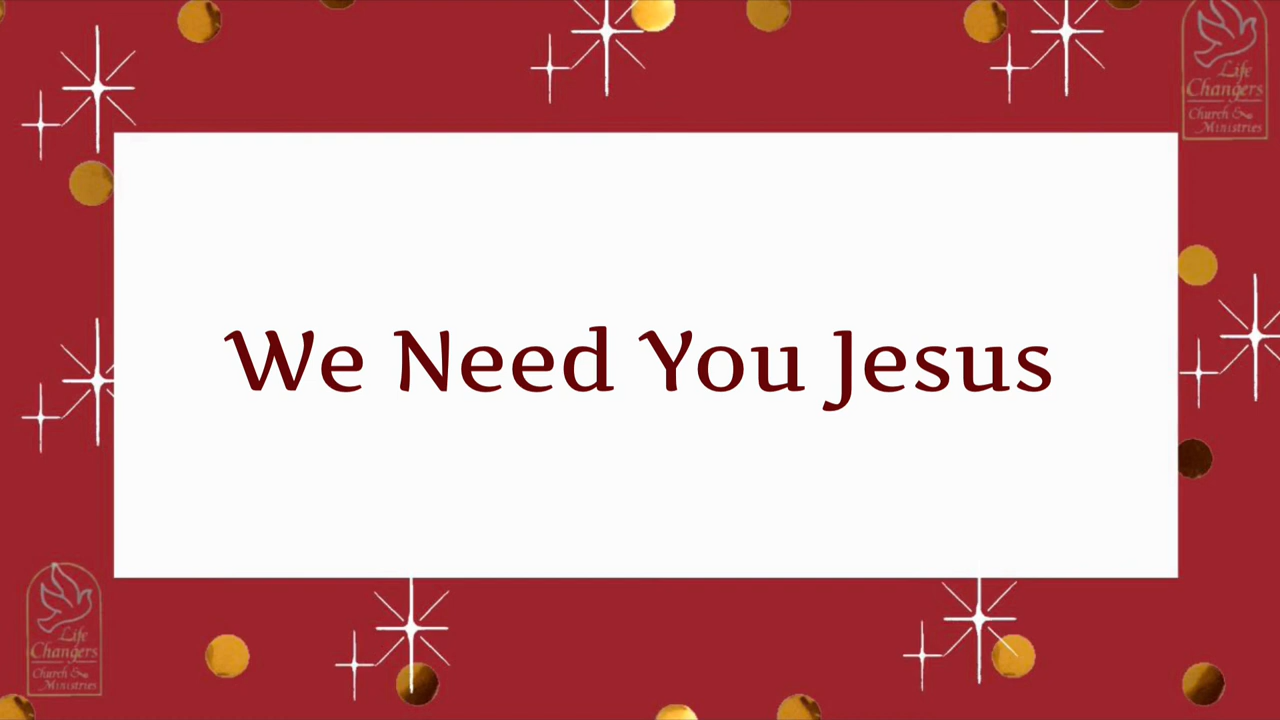 Life
Changers
Church &
Ministries
We Need You Jesus
Life
Changers
Church &
Ministries